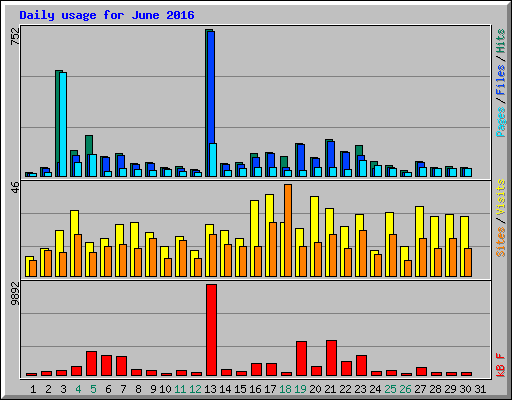 Daily usage for June 2016
752
Pages / Files / Hits
46
Sites / Visits
9892
kB F
1 2 3 4 5 6 7 8 9 10 11 12 13 14 15 16 17 18 19 20 21 22 23 24 25 26 27 28 29 30 31